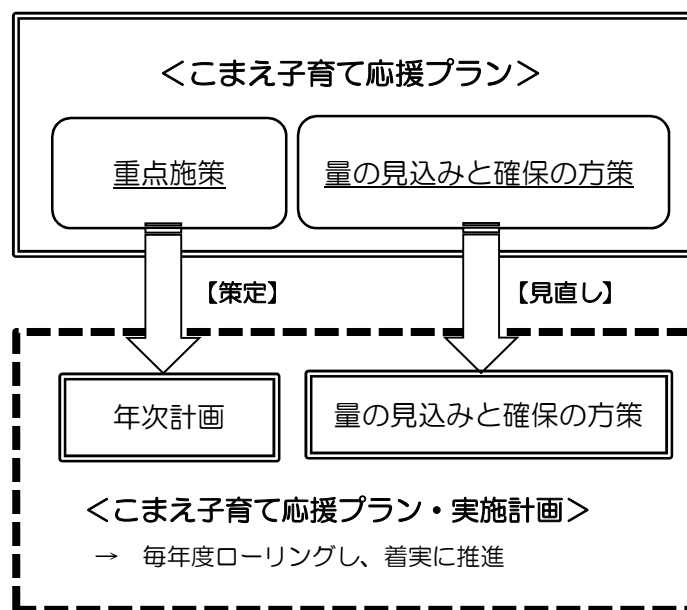 ＜こまえ子育て応援プラン＞
重点施策
量の見込みと確保の方策
【策定】
【見直し】
年次計画
量の見込みと確保の方策
＜こまえ子育て応援プラン・実施計画＞
→　毎年度ローリングし、着実に推進